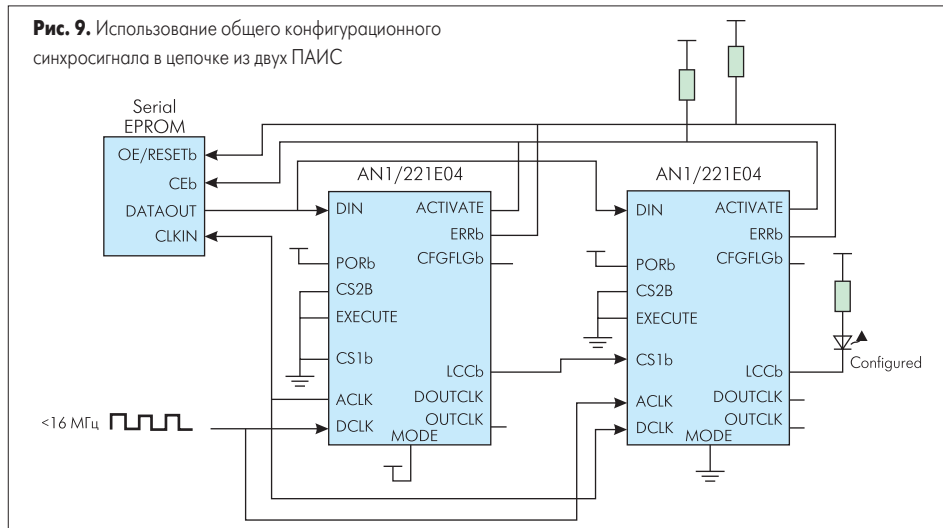 Рис. 9. Использование общего конфигурационного
синхросигнала в цепочке из двух ПАИС
Serial
EPROM
OE/RESETb
CEb
DATAOUT
CLKIN
AN1/221E04
DIN
ACTIVATE
ERRb
PORb
CFGFLGb
CS2B
EXECUTE
CS1b
LCCb
DOUTCLK
ACLK
OUTCLK
DCLK
MODE
AN1/221E04
DIN
ACTIVATE
ERRb
PORb
CFGFLGb
CS2B
EXECUTE
CS1b
LCCb
DOUTCLK
ACLK
OUTCLK
DCLK
MODE
Configured
<16 МГц